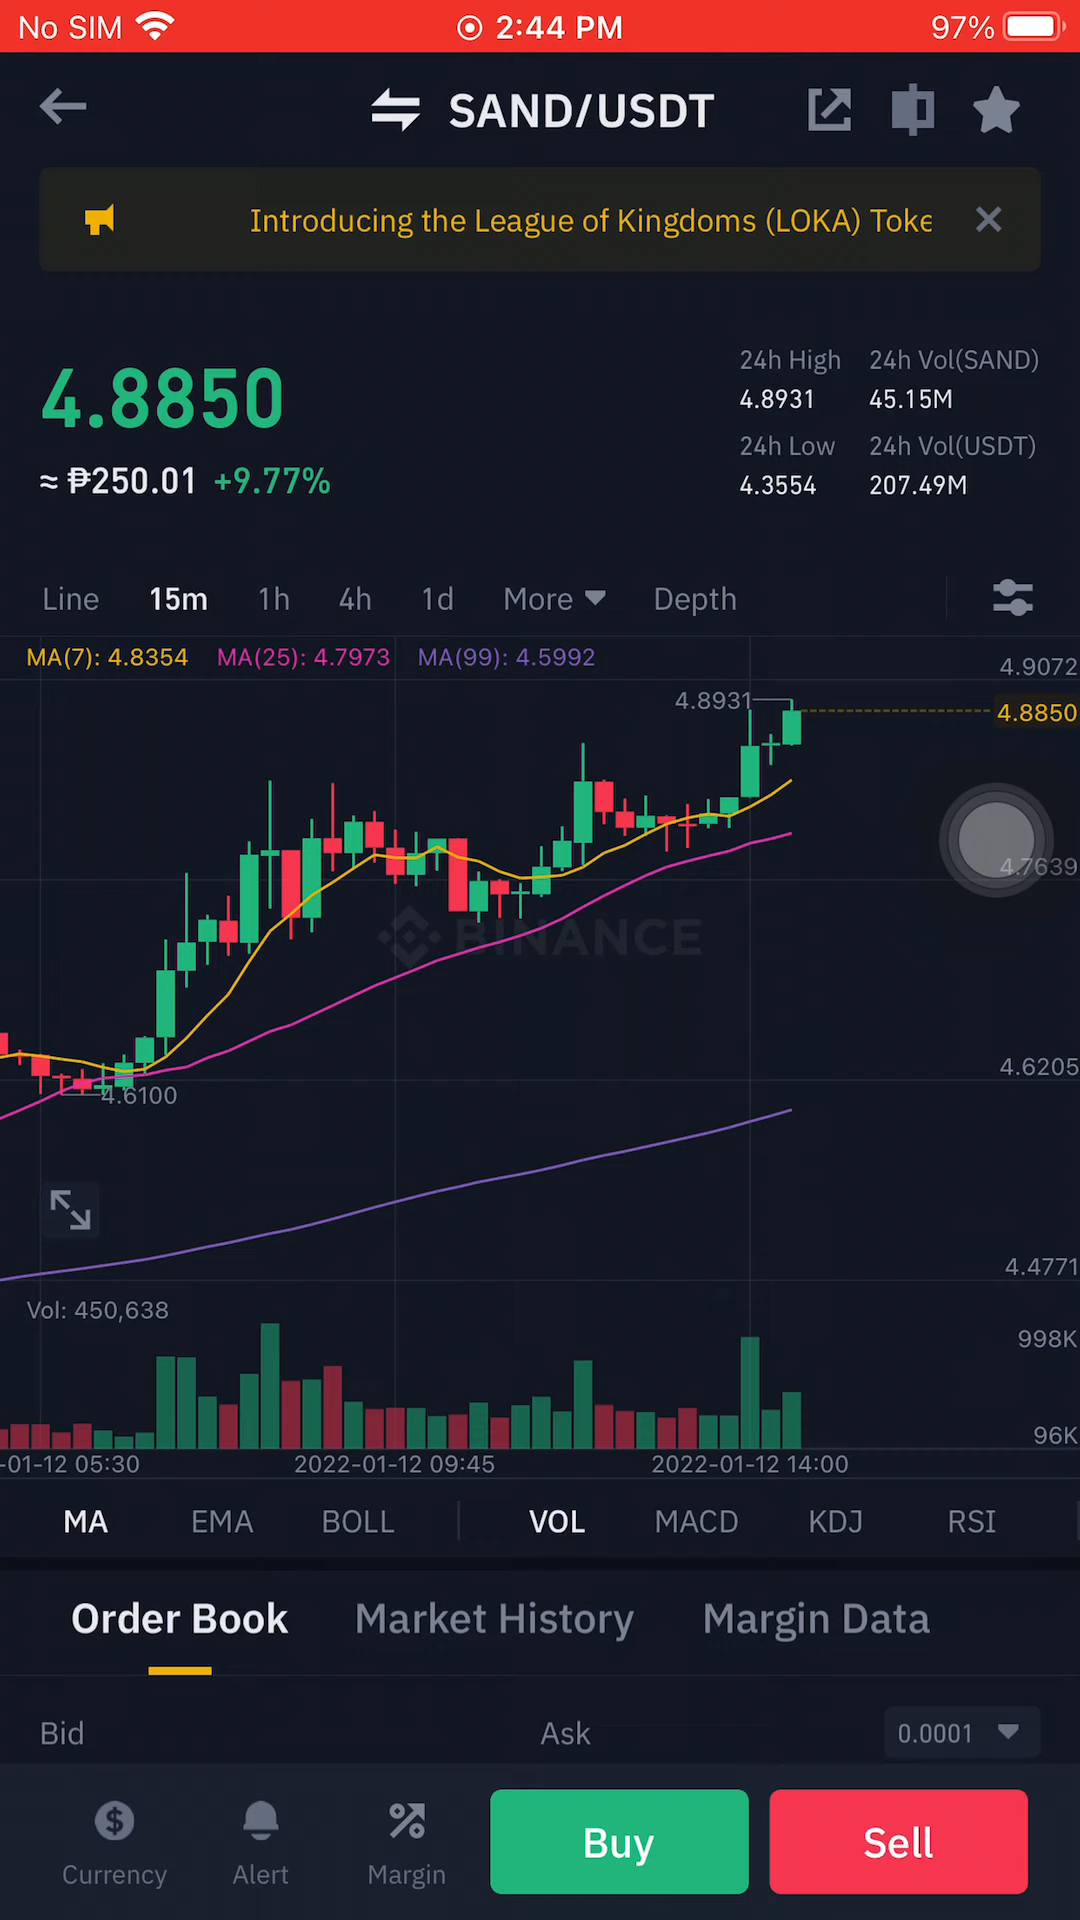 No SIM 2:44 PM 97%
SAND/USDT
Introducing the League of Kingdoms (LOKA) Toke
4.8850
≈ ₱250.01 +9.77%
24h High 24h Vol(SAND)
4.8931 45.15M
24h Low 24h Vol(USDT)
4.3554 207.49M
Line 15m 1h 4h 1d More Depth
MA(7): 4.8354 MA(25): 4.7973 MA(99): 4.5992
4.9072
4.8931
4.8850
4.7639
BINANCE
4.6205
4.6100
4.4771
Vol: 450,638
998K
96K
-01-12 05:30 2022-01-12 09:45 2022-01-12 14:00
MA EMA BOLL VOL MACD KDJ RSI
Order Book Market History Margin Data
Bid Ask 0.0001
Currency Alert Margin Buy Sell